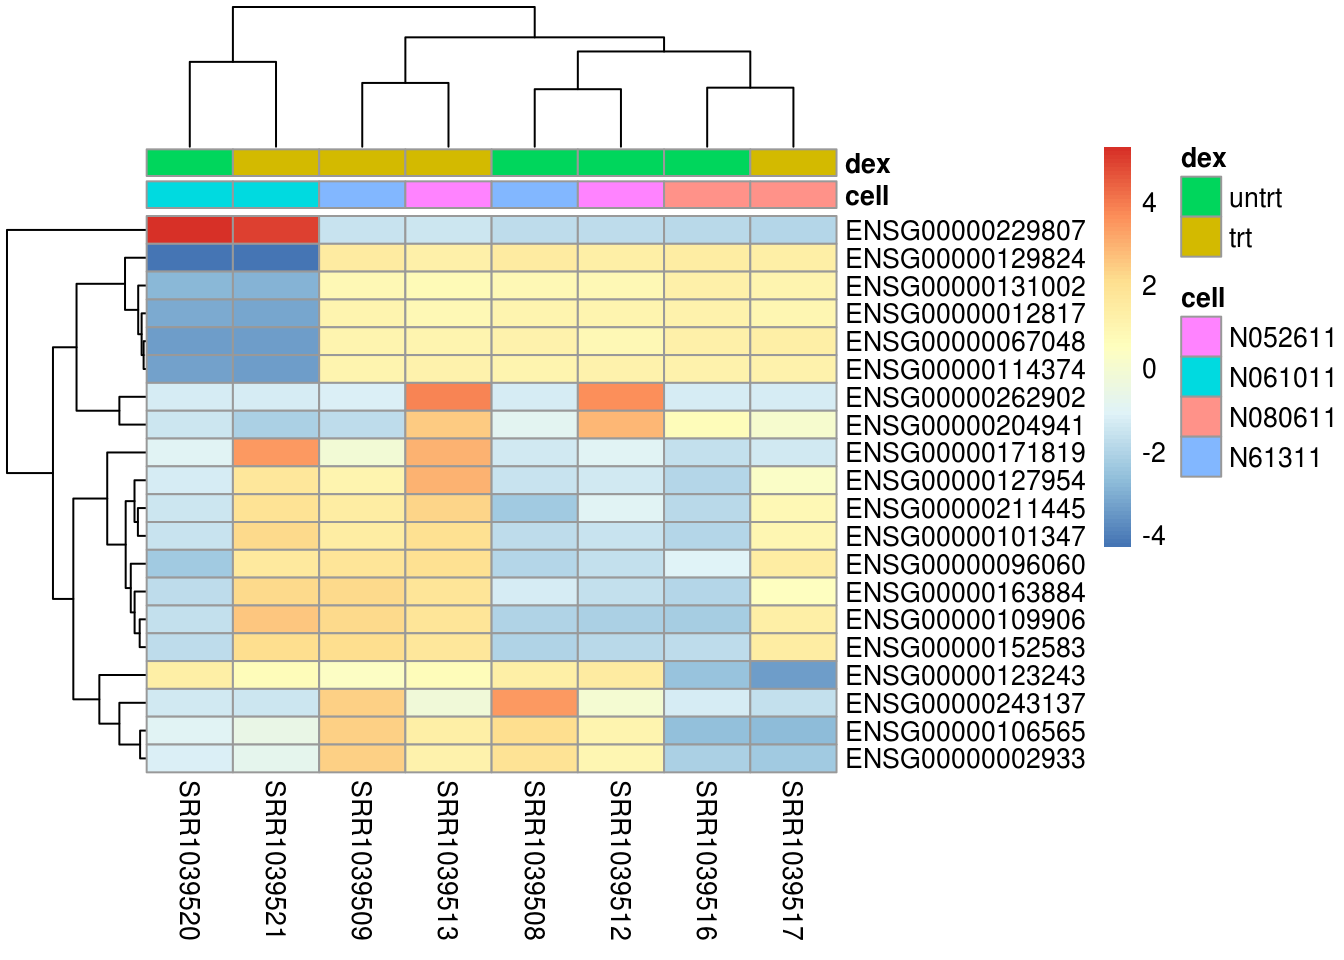 dex
cell
ENSG00000229807
ENSG00000129824
ENSG00000131002
ENSG00000012817
ENSG00000067048
ENSG00000114374
ENSG00000262902
ENSG00000204941
ENSG00000171819
ENSG00000127954
ENSG00000211445
ENSG00000101347
ENSG00000096060
ENSG00000163884
ENSG00000109906
ENSG00000152583
ENSG00000123243
ENSG00000243137
ENSG00000106565
ENSG00000002933
SRR1039520
SRR1039521
SRR1039509
SRR1039513
SRR1039508
SRR1039512
SRR1039516
SRR1039517
4
2
0
-2
-4
dex
untrt
trt
cell
N052611
N061011
N080611
N61311